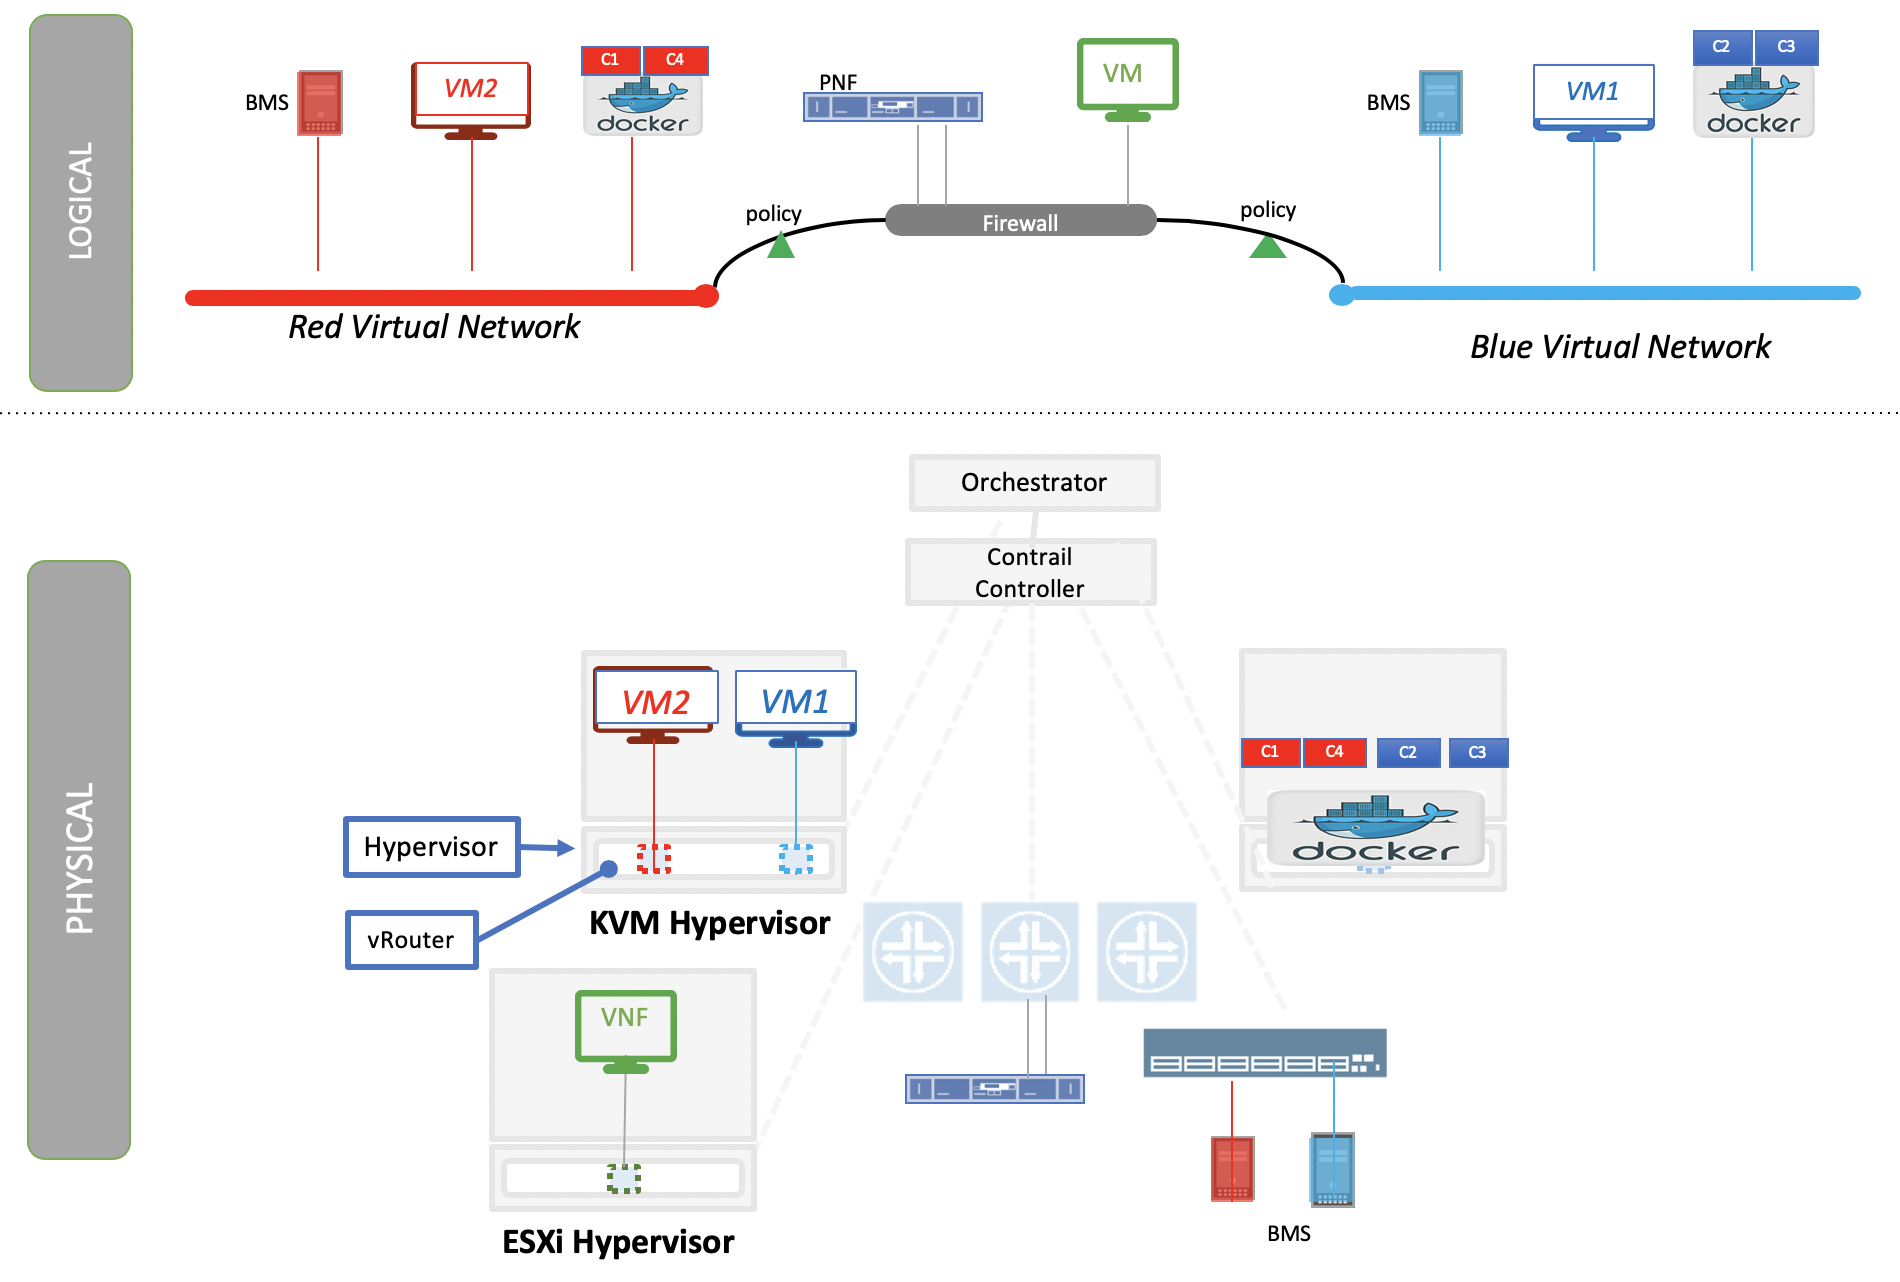 LOGICAL
BMS
VM2
C1
C4
docker
PNF
VM
BMS
VM1
C2
C3
docker
policy
Firewall
policy
Red Virtual Network
Blue Virtual Network
PHYSICAL
Orchestrator
Contrail
Controller
VM2
VM1
C1
C4
C2
C3
docker
Hypervisor
vRouter
KVM Hypervisor
VNF
BMS
ESXi Hypervisor